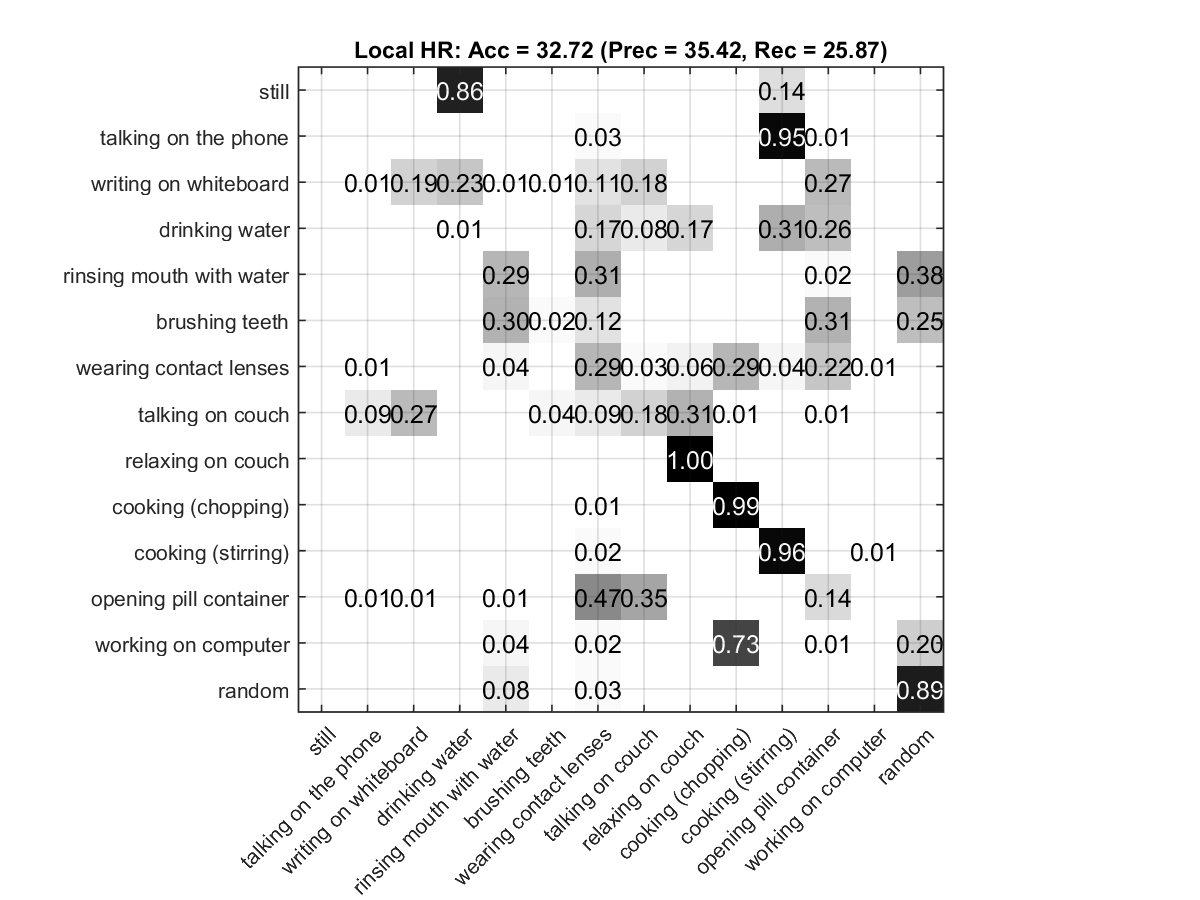 Local HR: Acc = 32.72 (Prec = 35.42, Rec = 25.87)
still 0.86 0.14
talking on the phone 0.03 0.95 0.01
writing on whiteboard 0.01 0.19 0.23 0.01 0.01 0.11 0.18 0.27
drinking water 0.01 0.17 0.08 0.17 0.31 0.26
rinsing mouth with water 0.29 0.31 0.02 0.38
brushing teeth 0.30 0.02 0.12 0.31 0.25
wearing contact lenses 0.01 0.04 0.29 0.03 0.06 0.29 0.04 0.22 0.01
talking on couch 0.09 0.27 0.04 0.09 0.18 0.31 0.01 0.01
relaxing on couch 1.00
cooking (chopping) 0.01 0.99
cooking (stirring) 0.02 0.96 0.01
opening pill container 0.01 0.01 0.01 0.47 0.35 0.14
working on computer 0.04 0.02 0.73 0.01 0.20
random 0.08 0.03 0.89
still
talking on the phone
writing on whiteboard
drinking water
rinsing mouth with water
brushing teeth
wearing contact lenses
talking on couch
relaxing on couch
cooking (chopping)
cooking (stirring)
opening pill container
working on computer
random